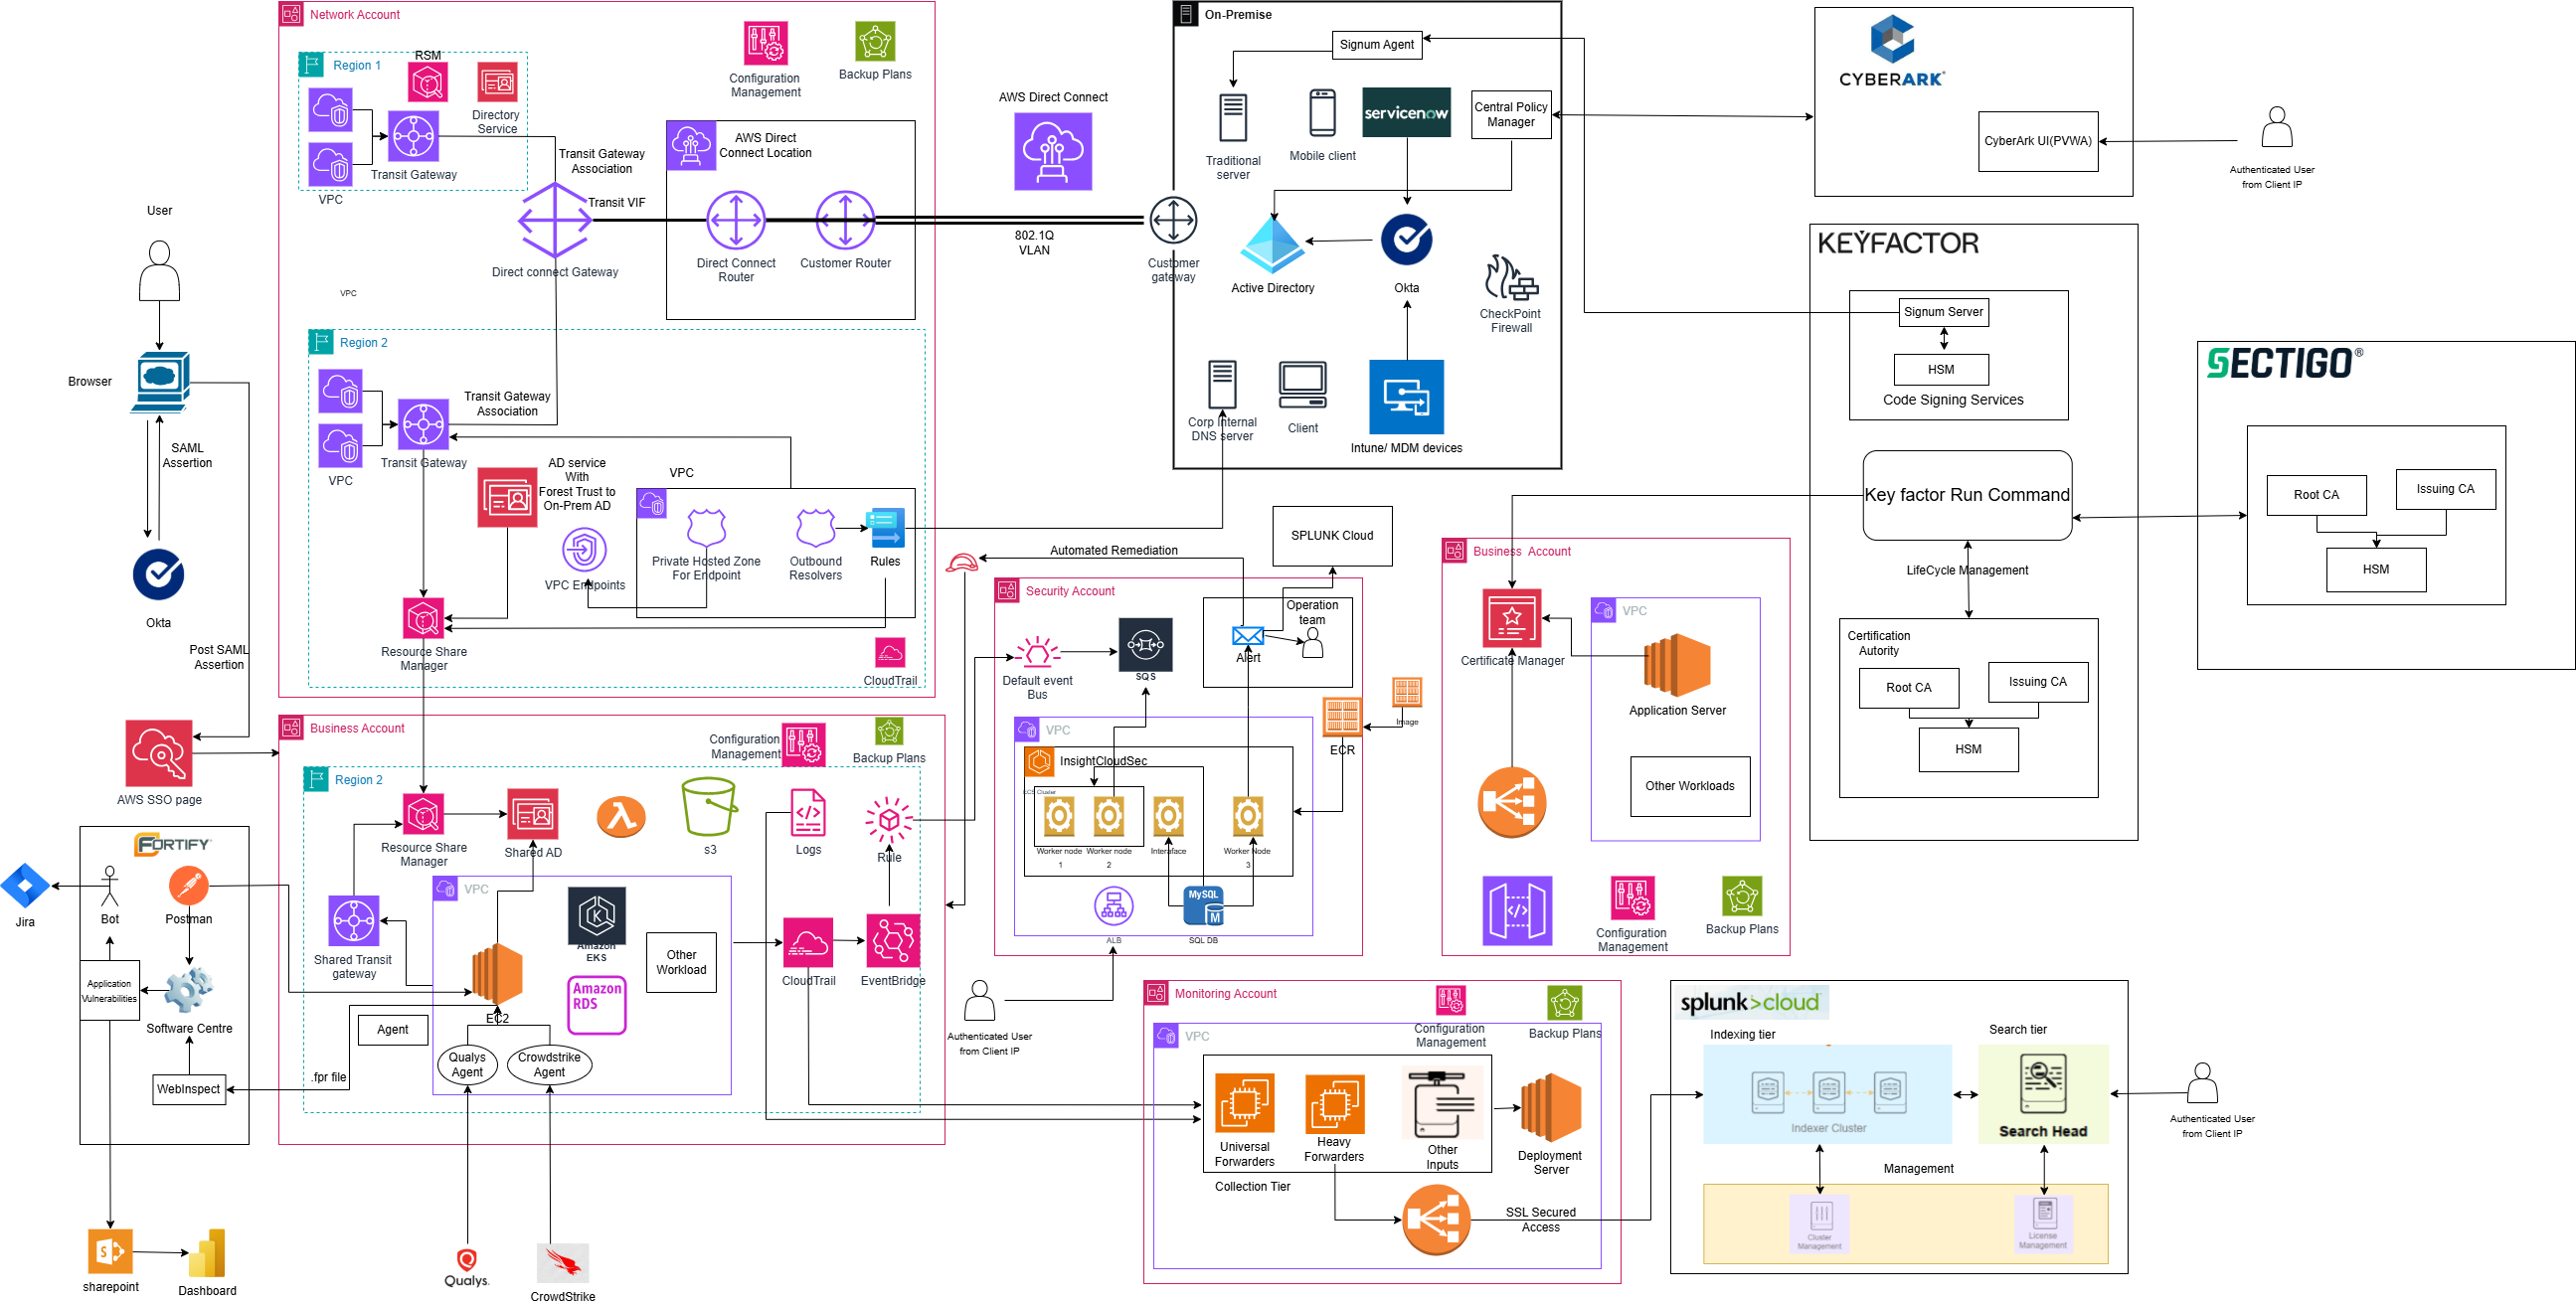 Network Account
Region 1
RSM
Directory
Service
VPC
Transit Gateway
Configuration
Management
Backup Plans
Transit Gateway
Association
AWS Direct
Connect Location
Transit VIF
Direct connect Gateway
Direct Connect
Router
Customer Router
VPC
AWS Direct Connect
802.1Q
VLAN
Customer
gateway
On-Premise
Signum Agent
Traditional
server
Mobile client
servicenow
Central Policy
Manager
Active Directory
Okta
CheckPoint
Firewall
Corp Internal
DNS server
Client
Intune/ MDM devices
CYBERARK®
CyberArk UI(PVWA)
Authenticated User
from Client IP
KEYFACTOR
Signum Server
HSM
Code Signing Services
Key factor Run Command
LifeCycle Management
Certification
Autority
Root CA
Issuing CA
HSM
SECTIGO®
Root CA
Issuing CA
HSM
User
Browser
SAML
Assertion
Okta
Post SAML
Assertion
AWS SSO page
Region 2
VPC
Transit Gateway
Transit Gateway
Association
AD service
With
Forest Trust to
On-Prem AD
VPC Endpoints
VPC
Private Hosted Zone
For Endpoint
Outbound
Resolvers
Rules
Resource Share
Manager
CloudTrail
Business Account
Configuration
Management
Backup Plans
Region 2
Resource Share
Manager
Shared AD
s3
Logs
Rule
Shared Transit
gateway
VPC
Amazon
EKS
Amazon
RDS
Other
Workload
EC2
Agent
Qualys
Agent
Crowdstrike
Agent
CloudTrail
EventBridge
.fpr file
FORTIFY
Bot
Postman
Jira
Application
Vulnerabilities
Software Centre
WebInspect
sharepoint
Dashboard
Qualys.
CrowdStrike
Automated Remediation
SPLUNK Cloud
Security Account
Default event
Bus
SQS
Operation
team
Alert
VPC
InsightCloudSec
Cluster
Worker node
1
Worker node
2
Interaface
Worker Node
3
ALB
MySQL
SQL DB
ECR
Image
Authenticated User
from Client IP
Business Account
Certificate Manager
VPC
Application Server
Other Workloads
Configuration
Management
Backup Plans
Monitoring Account
Configuration
Management
Backup Plans
VPC
Universal
Forwarders
Heavy
Forwarders
Other
Inputs
Deployment
Server
Collection Tier
SSL Secured
Access
splunk>cloud
Indexing tier
Search tier
Indexer Cluster
Search Head
Management
Cluster
Management
License
Management
Authenticated User
from Client IP